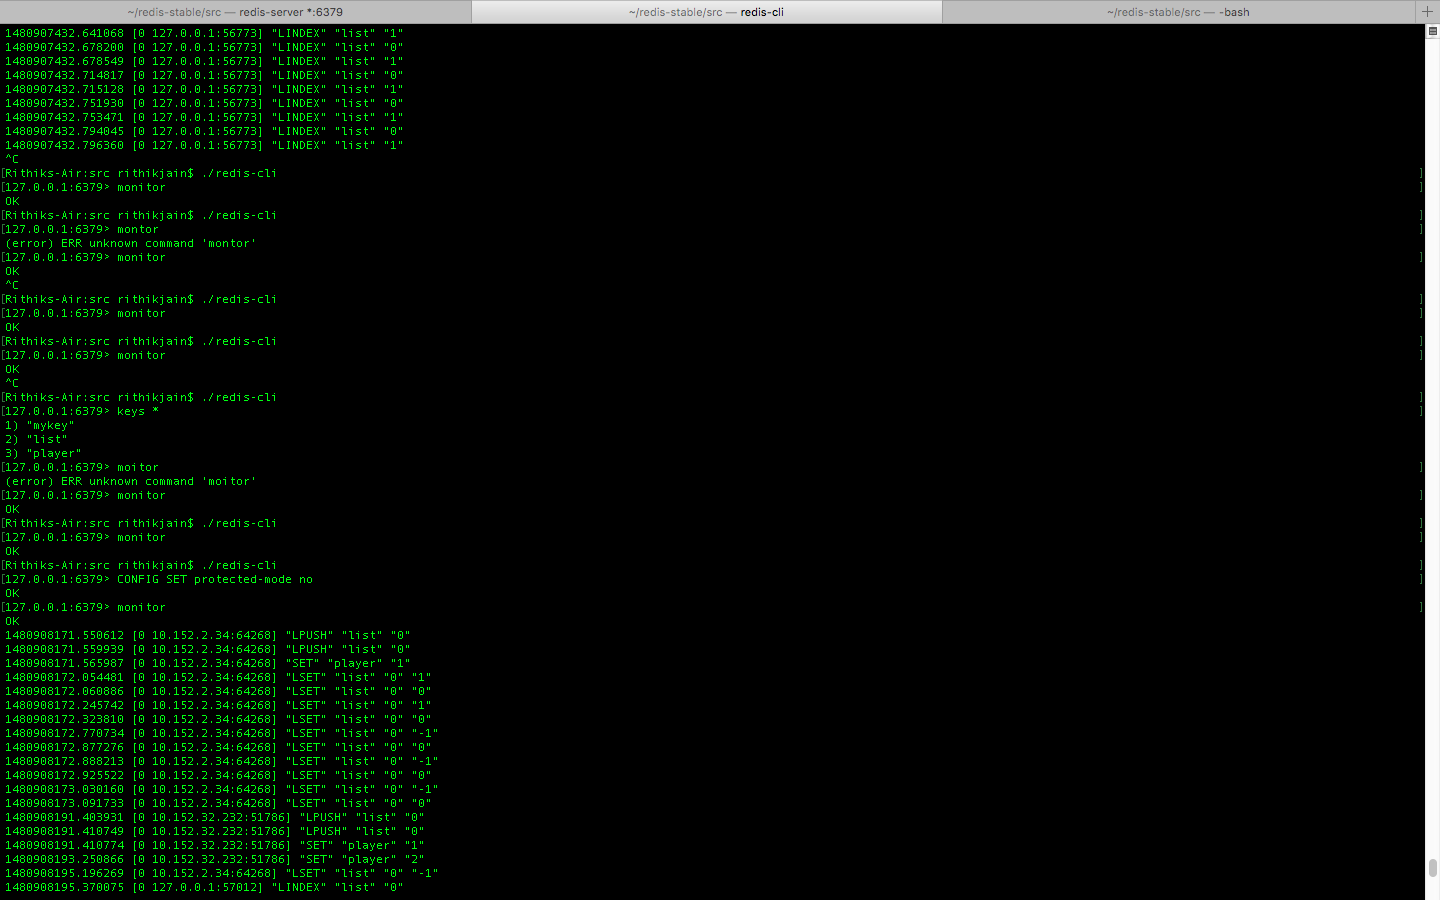 ~/redis-stable/src — redis-server *:6379
~/redis-stable/src — redis-cli
~/redis-stable/src — -bash
1480907432.641068 [0 127.0.0.1:56773] "LINDEX" "list" "1"
1480907432.678200 [0 127.0.0.1:56773] "LINDEX" "list" "0"
1480907432.678549 [0 127.0.0.1:56773] "LINDEX" "list" "1"
1480907432.714817 [0 127.0.0.1:56773] "LINDEX" "list" "0"
1480907432.715128 [0 127.0.0.1:56773] "LINDEX" "list" "1"
1480907432.751930 [0 127.0.0.1:56773] "LINDEX" "list" "0"
1480907432.753471 [0 127.0.0.1:56773] "LINDEX" "list" "1"
1480907432.794045 [0 127.0.0.1:56773] "LINDEX" "list" "0"
1480907432.796360 [0 127.0.0.1:56773] "LINDEX" "list" "1"
^C
[Rithiks-Air:src rithikjain$ ./redis-cli ]
[127.0.0.1:6379> monitor ]
OK
[Rithiks-Air:src rithikjain$ ./redis-cli ]
[127.0.0.1:6379> montor ]
(error) ERR unknown command 'montor'
[127.0.0.1:6379> monitor ]
OK
^C
[Rithiks-Air:src rithikjain$ ./redis-cli ]
[127.0.0.1:6379> monitor ]
OK
[Rithiks-Air:src rithikjain$ ./redis-cli ]
[127.0.0.1:6379> monitor ]
OK
^C
[Rithiks-Air:src rithikjain$ ./redis-cli ]
[127.0.0.1:6379> keys * ]
1) "mykey"
2) "list"
3) "player"
[127.0.0.1:6379> moitor ]
(error) ERR unknown command 'moitor'
[127.0.0.1:6379> monitor ]
OK
[Rithiks-Air:src rithikjain$ ./redis-cli ]
[127.0.0.1:6379> monitor ]
OK
[Rithiks-Air:src rithikjain$ ./redis-cli ]
[127.0.0.1:6379> CONFIG SET protected-mode no ]
OK
[127.0.0.1:6379> monitor ]
OK
1480908171.550612 [0 10.152.2.34:64268] "LPUSH" "list" "0"
1480908171.559939 [0 10.152.2.34:64268] "LPUSH" "list" "0"
1480908171.565987 [0 10.152.2.34:64268] "SET" "player" "1"
1480908172.054481 [0 10.152.2.34:64268] "LSET" "list" "0" "1"
1480908172.060886 [0 10.152.2.34:64268] "LSET" "list" "0" "0"
1480908172.245742 [0 10.152.2.34:64268] "LSET" "list" "0" "1"
1480908172.323810 [0 10.152.2.34:64268] "LSET" "list" "0" "0"
1480908172.770734 [0 10.152.2.34:64268] "LSET" "list" "0" "-1"
1480908172.877276 [0 10.152.2.34:64268] "LSET" "list" "0" "0"
1480908172.888213 [0 10.152.2.34:64268] "LSET" "list" "0" "-1"
1480908172.925522 [0 10.152.2.34:64268] "LSET" "list" "0" "0"
1480908173.030160 [0 10.152.2.34:64268] "LSET" "list" "0" "-1"
1480908173.091733 [0 10.152.2.34:64268] "LSET" "list" "0" "0"
1480908191.403931 [0 10.152.32.232:51786] "LPUSH" "list" "0"
1480908191.410749 [0 10.152.32.232:51786] "LPUSH" "list" "0"
1480908191.410774 [0 10.152.32.232:51786] "SET" "player" "1"
1480908193.250866 [0 10.152.32.232:51786] "SET" "player" "2"
1480908195.196269 [0 10.152.2.34:64268] "LSET" "list" "0" "-1"
1480908195.370075 [0 127.0.0.1:57012] "LINDEX" "list" "0"